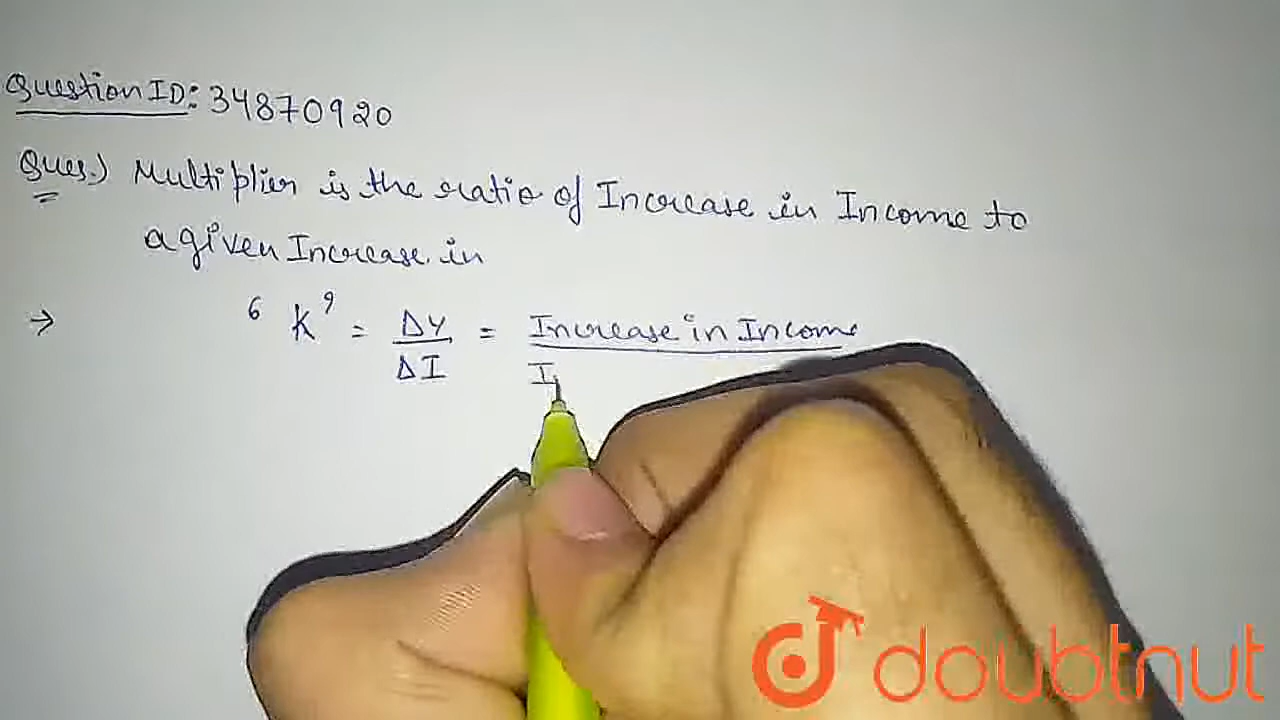 Question ID: 34870920
Ques.) Multiplier is the ratio of Increase in Income to
a given Increase in
→ ‘K’ = ΔY/ΔI = Increase in Income / I
doubtnut